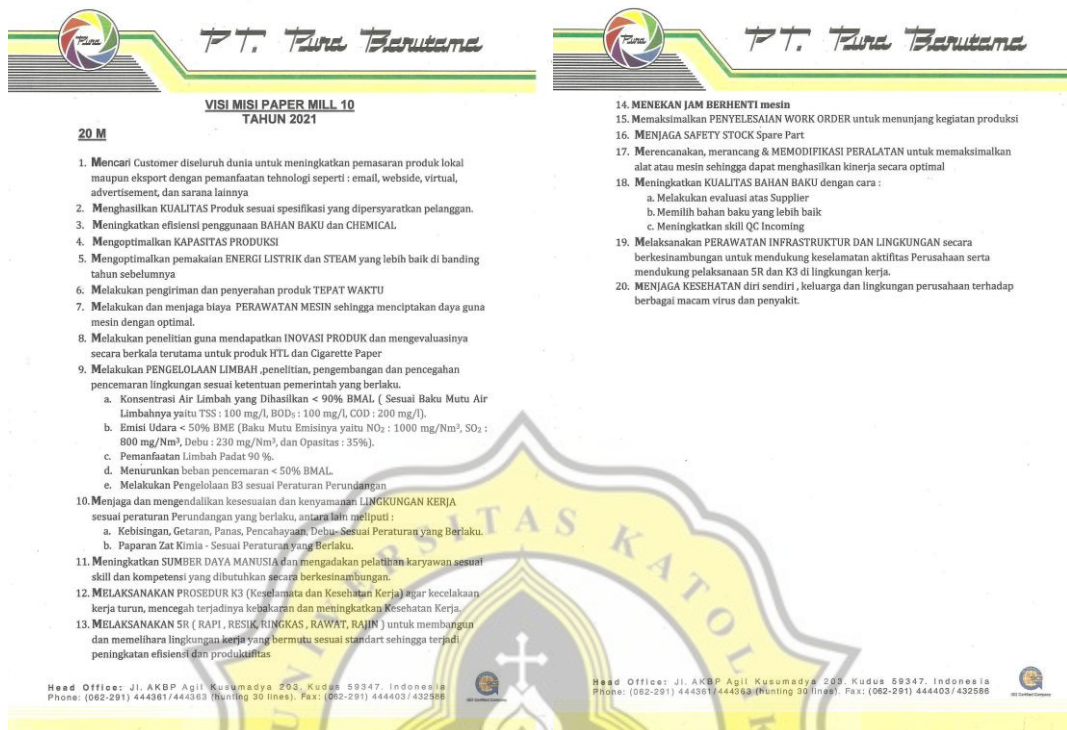 PT. Pura Barutama
VISI MISI PAPER MILL 10
TAHUN 2021
20 M
1. Mencari Customer diseluruh dunia untuk meningkatkan pemasaran produk lokal
maupun eksport dengan pemanfaatan tehnologi seperti : email, webside, virtual,
advertisement, dan sarana lainnya
2. Menghasilkan KUALITAS Produk sesuai spesifikasi yang dipersyaratkan pelanggan.
3. Meningkatkan efisiensi penggunaan BAHAN BAKU dan CHEMICAL
4. Mengoptimalkan KAPASITAS PRODUKSI
5. Mengoptimalkan pemakaian ENERGI LISTRIK dan STEAM yang lebih baik di banding
tahun sebelumnya
6. Melakukan pengiriman dan penyerahan produk TEPAT WAKTU
7. Melakukan dan menjaga biaya PERAWATAN MESIN sehingga menciptakan daya guna
mesin dengan optimal.
8. Melakukan penelitian guna mendapatkan INOVASI PRODUK dan mengevaluasinya
secara berkala terutama untuk produk HTL dan Cigarette Paper
9. Melakukan PENGELOLAAN LIMBAH ,penelitian, pengembangan dan pencegahan
pencemaran lingkungan sesuai ketentuan pemerintah yang berlaku.
a. Konsentrasi Air Limbah yang Dihasilkan < 90% BMAL ( Sesuai Baku Mutu Air
Limbahnya yaitu TSS : 100 mg/l, BOD₅ : 100 mg/l, COD : 200 mg/l).
b. Emisi Udara < 50% BME (Baku Mutu Emisinya yaitu NO₂ : 1000 mg/Nm³, SO₂ :
800 mg/Nm³, Debu : 230 mg/Nm³, dan Opasitas : 35%).
c. Pemanfaatan Limbah Padat 90 %.
d. Menurunkan beban pencemaran < 50% BMAL.
e. Melakukan Pengelolaan B3 sesuai Peraturan Perundangan
10. Menjaga dan mengendalikan kesesuaian dan kenyamanan LINGKUNGAN KERJA
sesuai peraturan Perundangan yang berlaku, antara lain meliputi :
a. Kebisingan, Getaran, Panas, Pencahayaan, Debu- Sesuai Peraturan yang Berlaku.
b. Paparan Zat Kimia - Sesuai Peraturan yang Berlaku.
11. Meningkatkan SUMBER DAYA MANUSIA dan mengadakan pelatihan karyawan sesuai
skill dan kompetensi yang dibutuhkan secara berkesinambungan.
12. MELAKSANAKAN PROSEDUR K3 (Keselamata dan Kesehatan Kerja) agar kecelakaan
kerja turun, mencegah terjadinya kebakaran dan meningkatkan Kesehatan Kerja.
13. MELAKSANAKAN 5R ( RAPI , RESIK, RINGKAS , RAWAT, RAJIN ) untuk membangun
dan memelihara lingkungan kerja yang bermutu sesuai standart sehingga terjadi
peningkatan efisiensi dan produktifitas
Head Office: Jl. AKBP Agil Kusumadya 203. Kudus 59347. Indonesia
Phone: (062-291) 444361/444363 (hunting 30 lines). Fax: (062-291) 444403/432586
PT. Pura Barutama
14. MENEKAN JAM BERHENTI mesin
15. Memaksimalkan PENYELESAIAN WORK ORDER untuk menunjang kegiatan produksi
16. MENJAGA SAFETY STOCK Spare Part
17. Merencanakan, merancang & MEMODIFIKASI PERALATAN untuk memaksimalkan
alat atau mesin sehingga dapat menghasilkan kinerja secara optimal
18. Meningkatkan KUALITAS BAHAN BAKU dengan cara :
a. Melakukan evaluasi atas Supplier
b. Memilih bahan baku yang lebih baik
c. Meningkatkan skill QC Incoming
19. Melaksanakan PERAWATAN INFRASTRUKTUR DAN LINGKUNGAN secara
berkesinambungan untuk mendukung keselamatan aktifitas Perusahaan serta
mendukung pelaksanaan 5R dan K3 di lingkungan kerja.
20. MENJAGA KESEHATAN diri sendiri , keluarga dan lingkungan perusahaan terhadap
berbagai macam virus dan penyakit.
Head Office: Jl. AKBP Agil Kusumadya 203. Kudus 59347. Indonesia
Phone: (062-291) 444361/444363 (hunting 30 lines). Fax: (062-291) 444403/432586